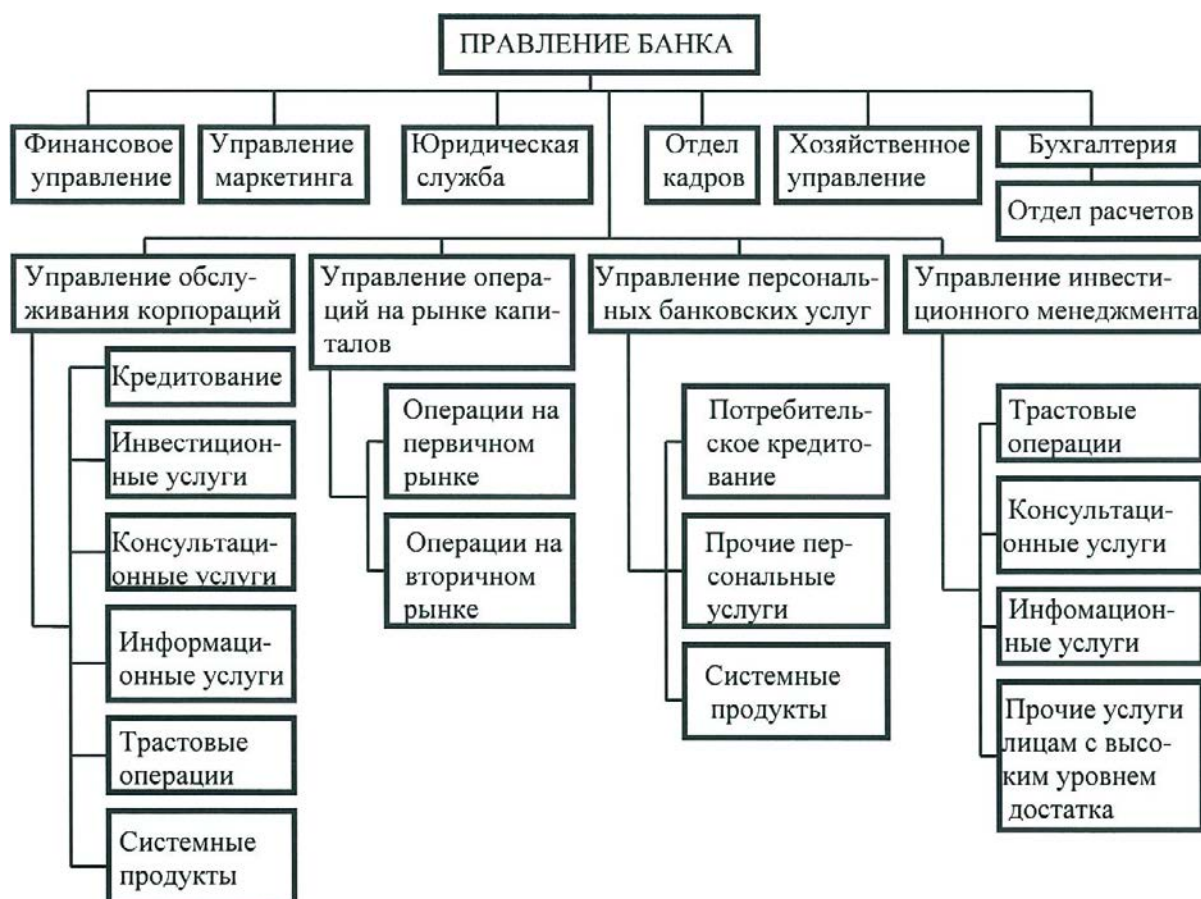 ПРАВЛЕНИЕ БАНКА
Финансовое
управление
Управление
маркетинга
Юридическая
служба
Отдел
кадров
Хозяйственное
управление
Бухгалтерия
Отдел расчетов
Управление обслу-
живания корпораций
Управление опера-
ций на рынке капи-
талов
Управление персональ-
ных банковских услуг
Управление инвести-
ционного менеджмента
Кредитование
Инвестицион-
ные услуги
Консультаци-
онные услуги
Информаци-
онные услуги
Трастовые
операции
Системные
продукты
Операции на
первичном
рынке
Операции на
вторичном
рынке
Потребитель-
ское кредито-
вание
Прочие пер-
сональные
услуги
Системные
продукты
Трастовые
операции
Консультаци-
онные услуги
Инфомацион-
ные услуги
Прочие услуги
лицам с высо-
ким уровнем
достатка